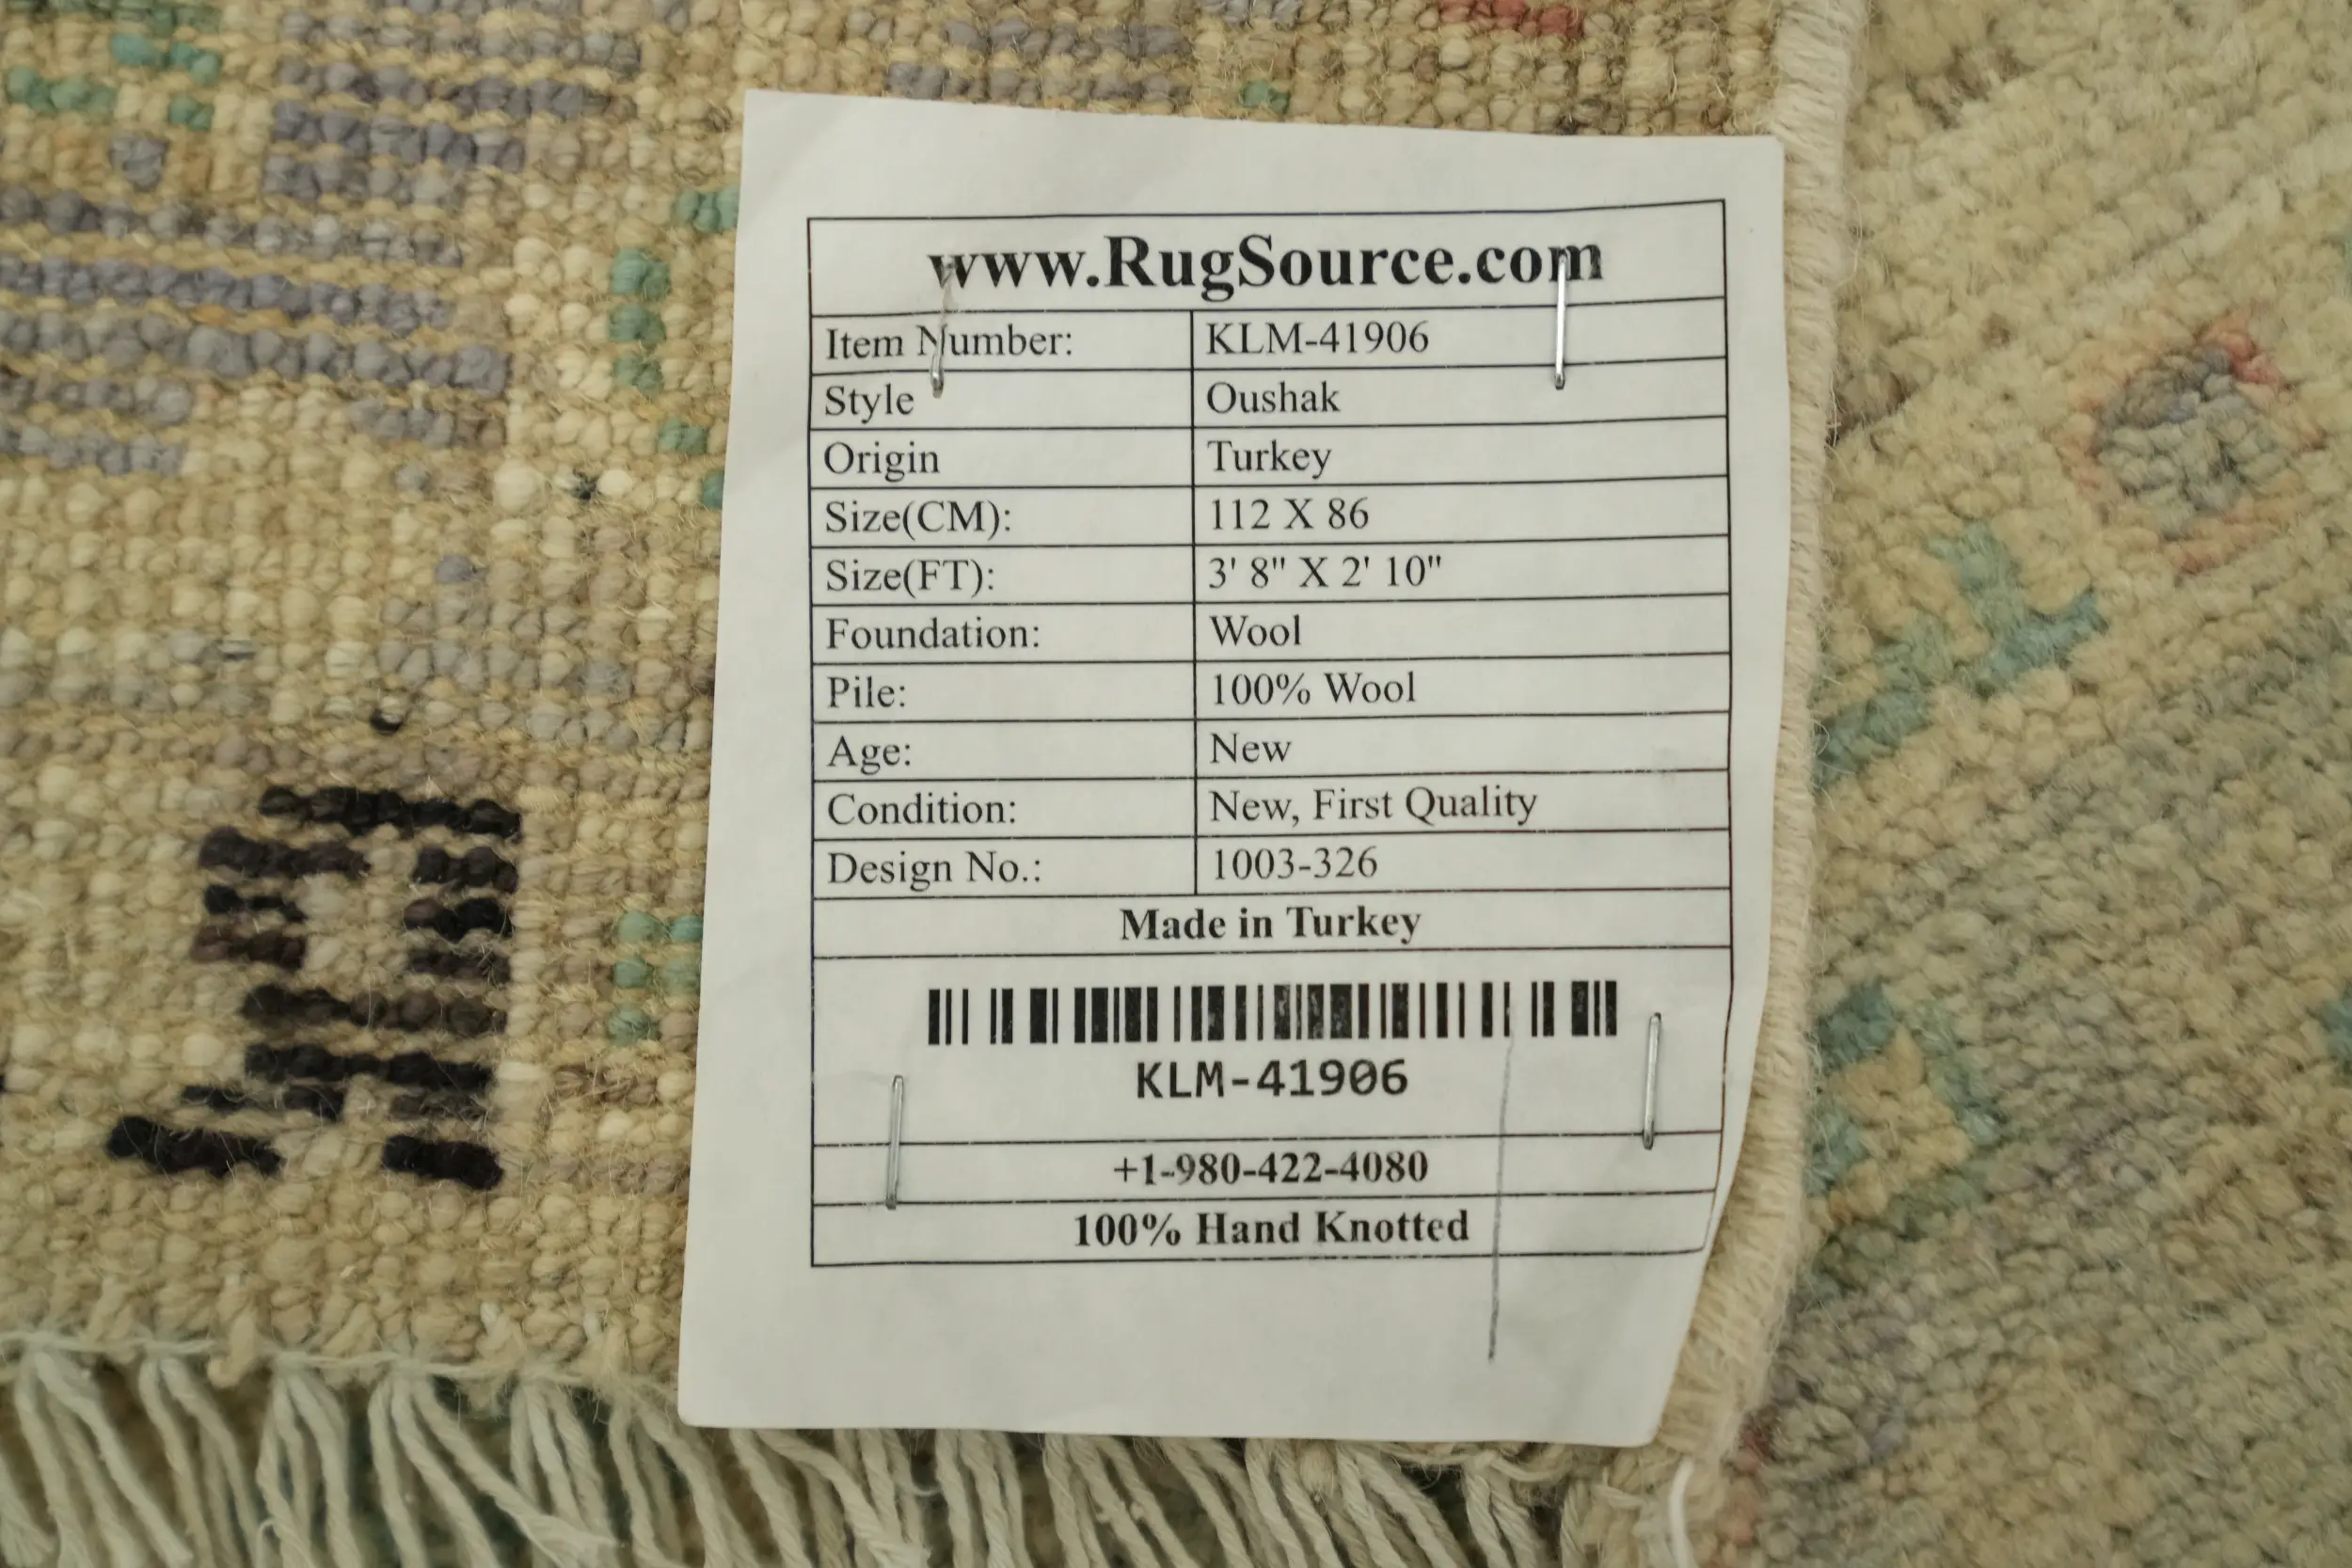 www.RugSource.com
Item Number: KLM-41906
Style Oushak
Origin Turkey
Size(CM): 112 X 86
Size(FT): 3' 8" X 2' 10"
Foundation: Wool
Pile: 100% Wool
Age: New
Condition: New, First Quality
Design No.: 1003-326
Made in Turkey
KLM-41906
+1-980-422-4080
100% Hand Knotted